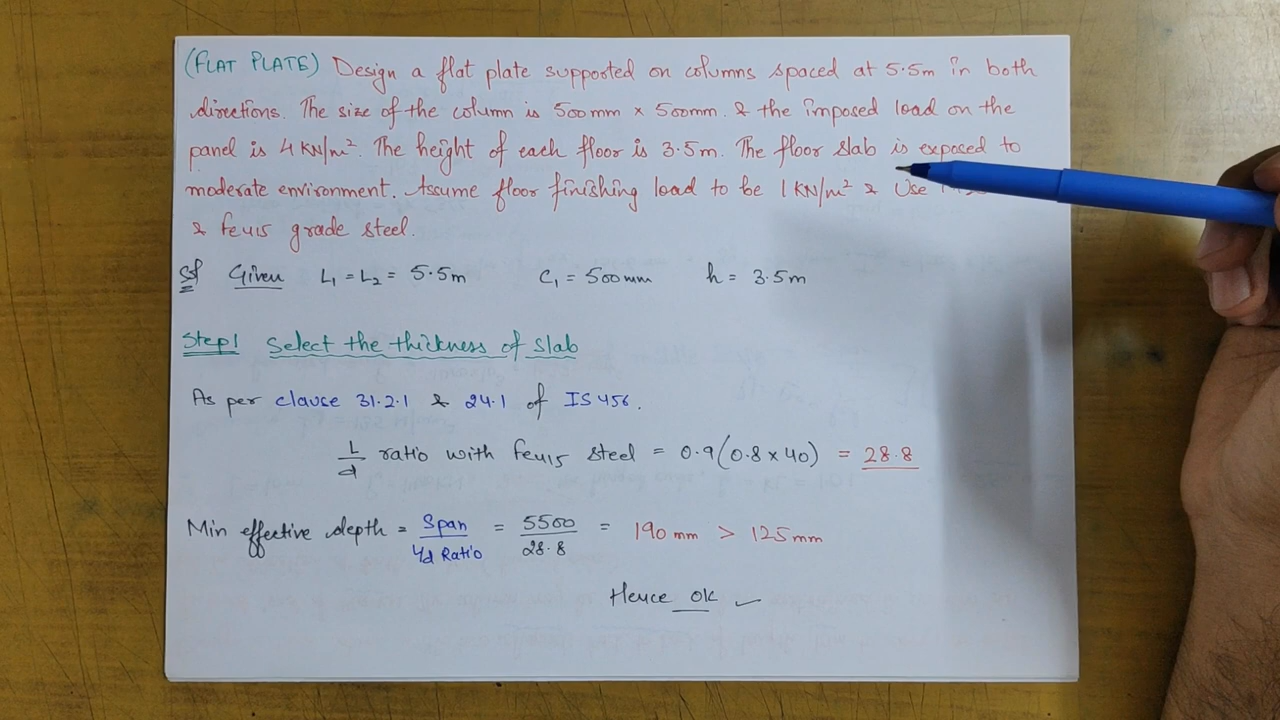 (FLAT PLATE) Design a flat plate supported on columns spaced at 5.5m in both
directions. The size of the column is 500mm x 500mm. & the imposed load on the
panel is 4 KN/m². The height of each floor is 3.5m. The floor slab is exposed to
moderate environment. Assume floor finishing load to be 1 KN/m² & Use
& fe415 grade steel.
Sol Given L₁ = L₂ = 5.5m C₁ = 500mm h = 3.5m
Step1 Select the thickness of slab
As per clause 31.2.1 & 24.1 of IS 456.
L/d ratio with fe415 steel = 0.9(0.8 x 40) = 28.8
Min effective depth = Span / L/d Ratio = 5500 / 28.8 = 190 mm > 125 mm
Hence OK ✓